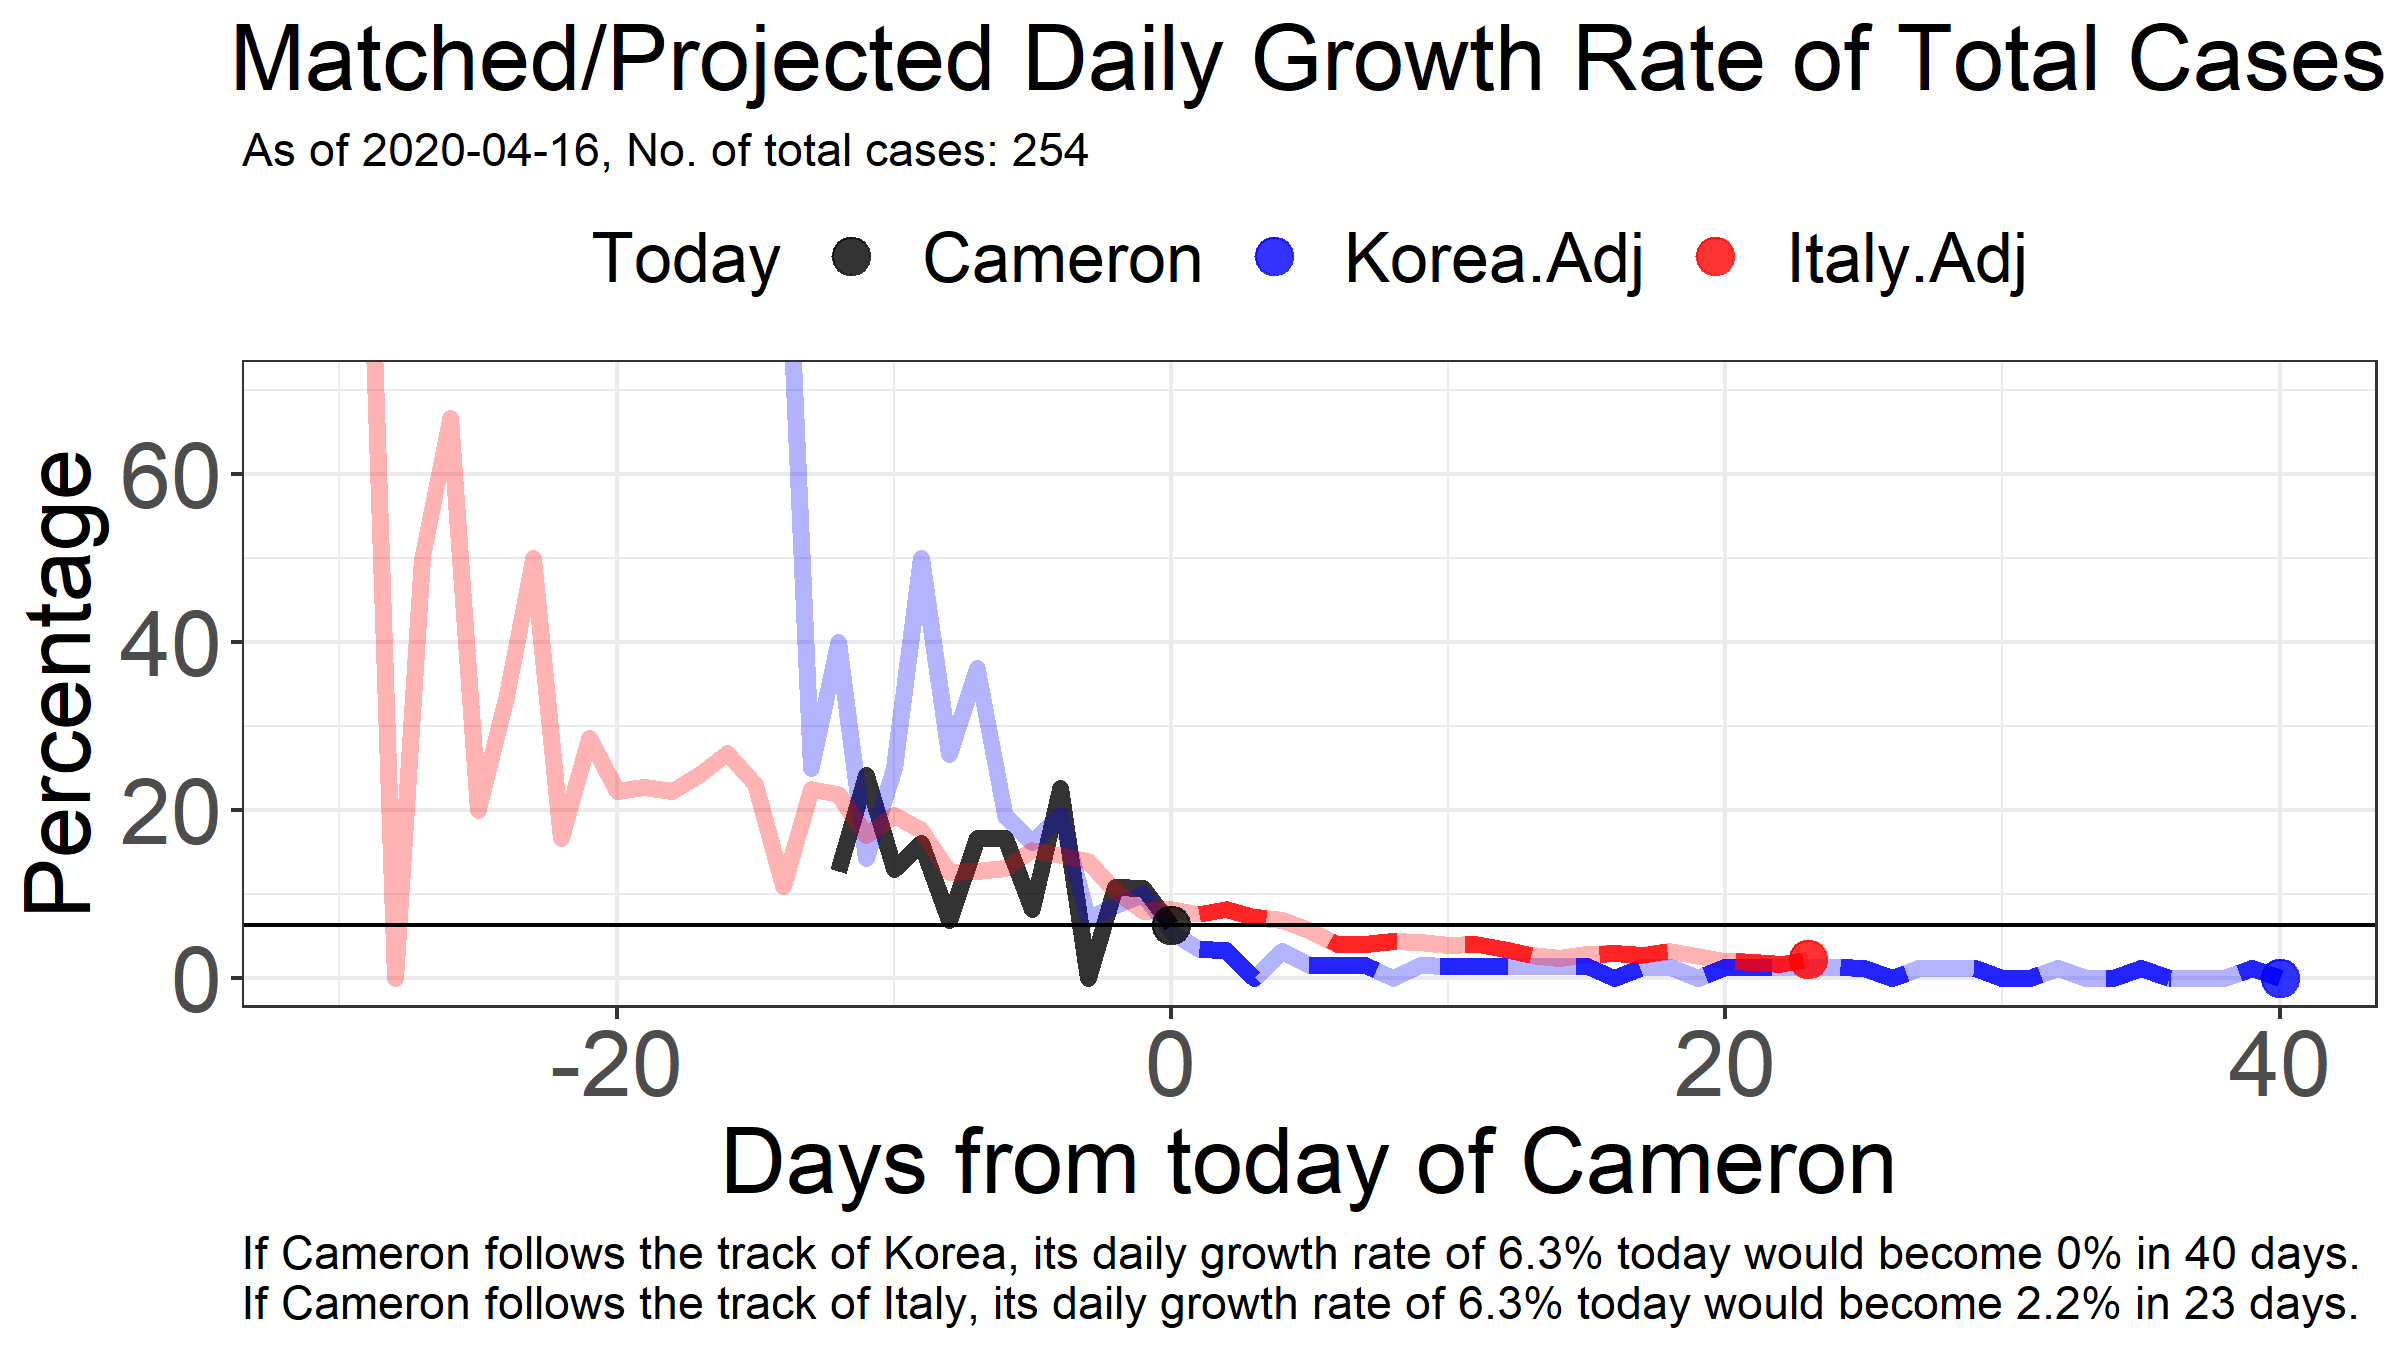 Matched/Projected Daily Growth Rate of Total Cases
As of 2020-04-16, No. of total cases: 254
Today Cameron Korea.Adj Italy.Adj
Percentage
60
40
20
0
-20 0 20 40
Days from today of Cameron
If Cameron follows the track of Korea, its daily growth rate of 6.3% today would become 0% in 40 days.
If Cameron follows the track of Italy, its daily growth rate of 6.3% today would become 2.2% in 23 days.